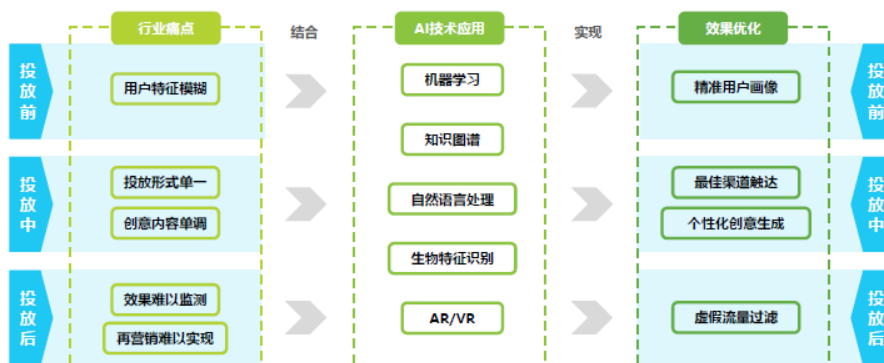 行业痛点
结合
AI技术应用
实现
效果优化
投放前
用户特征模糊
机器学习
精准用户画像
投放前
知识图谱
投放中
投放形式单一
创意内容单调
自然语言处理
最佳渠道触达
个性化创意生成
投放中
生物特征识别
投放后
效果难以监测
再营销难以实现
AR/VR
虚假流量过滤
投放后